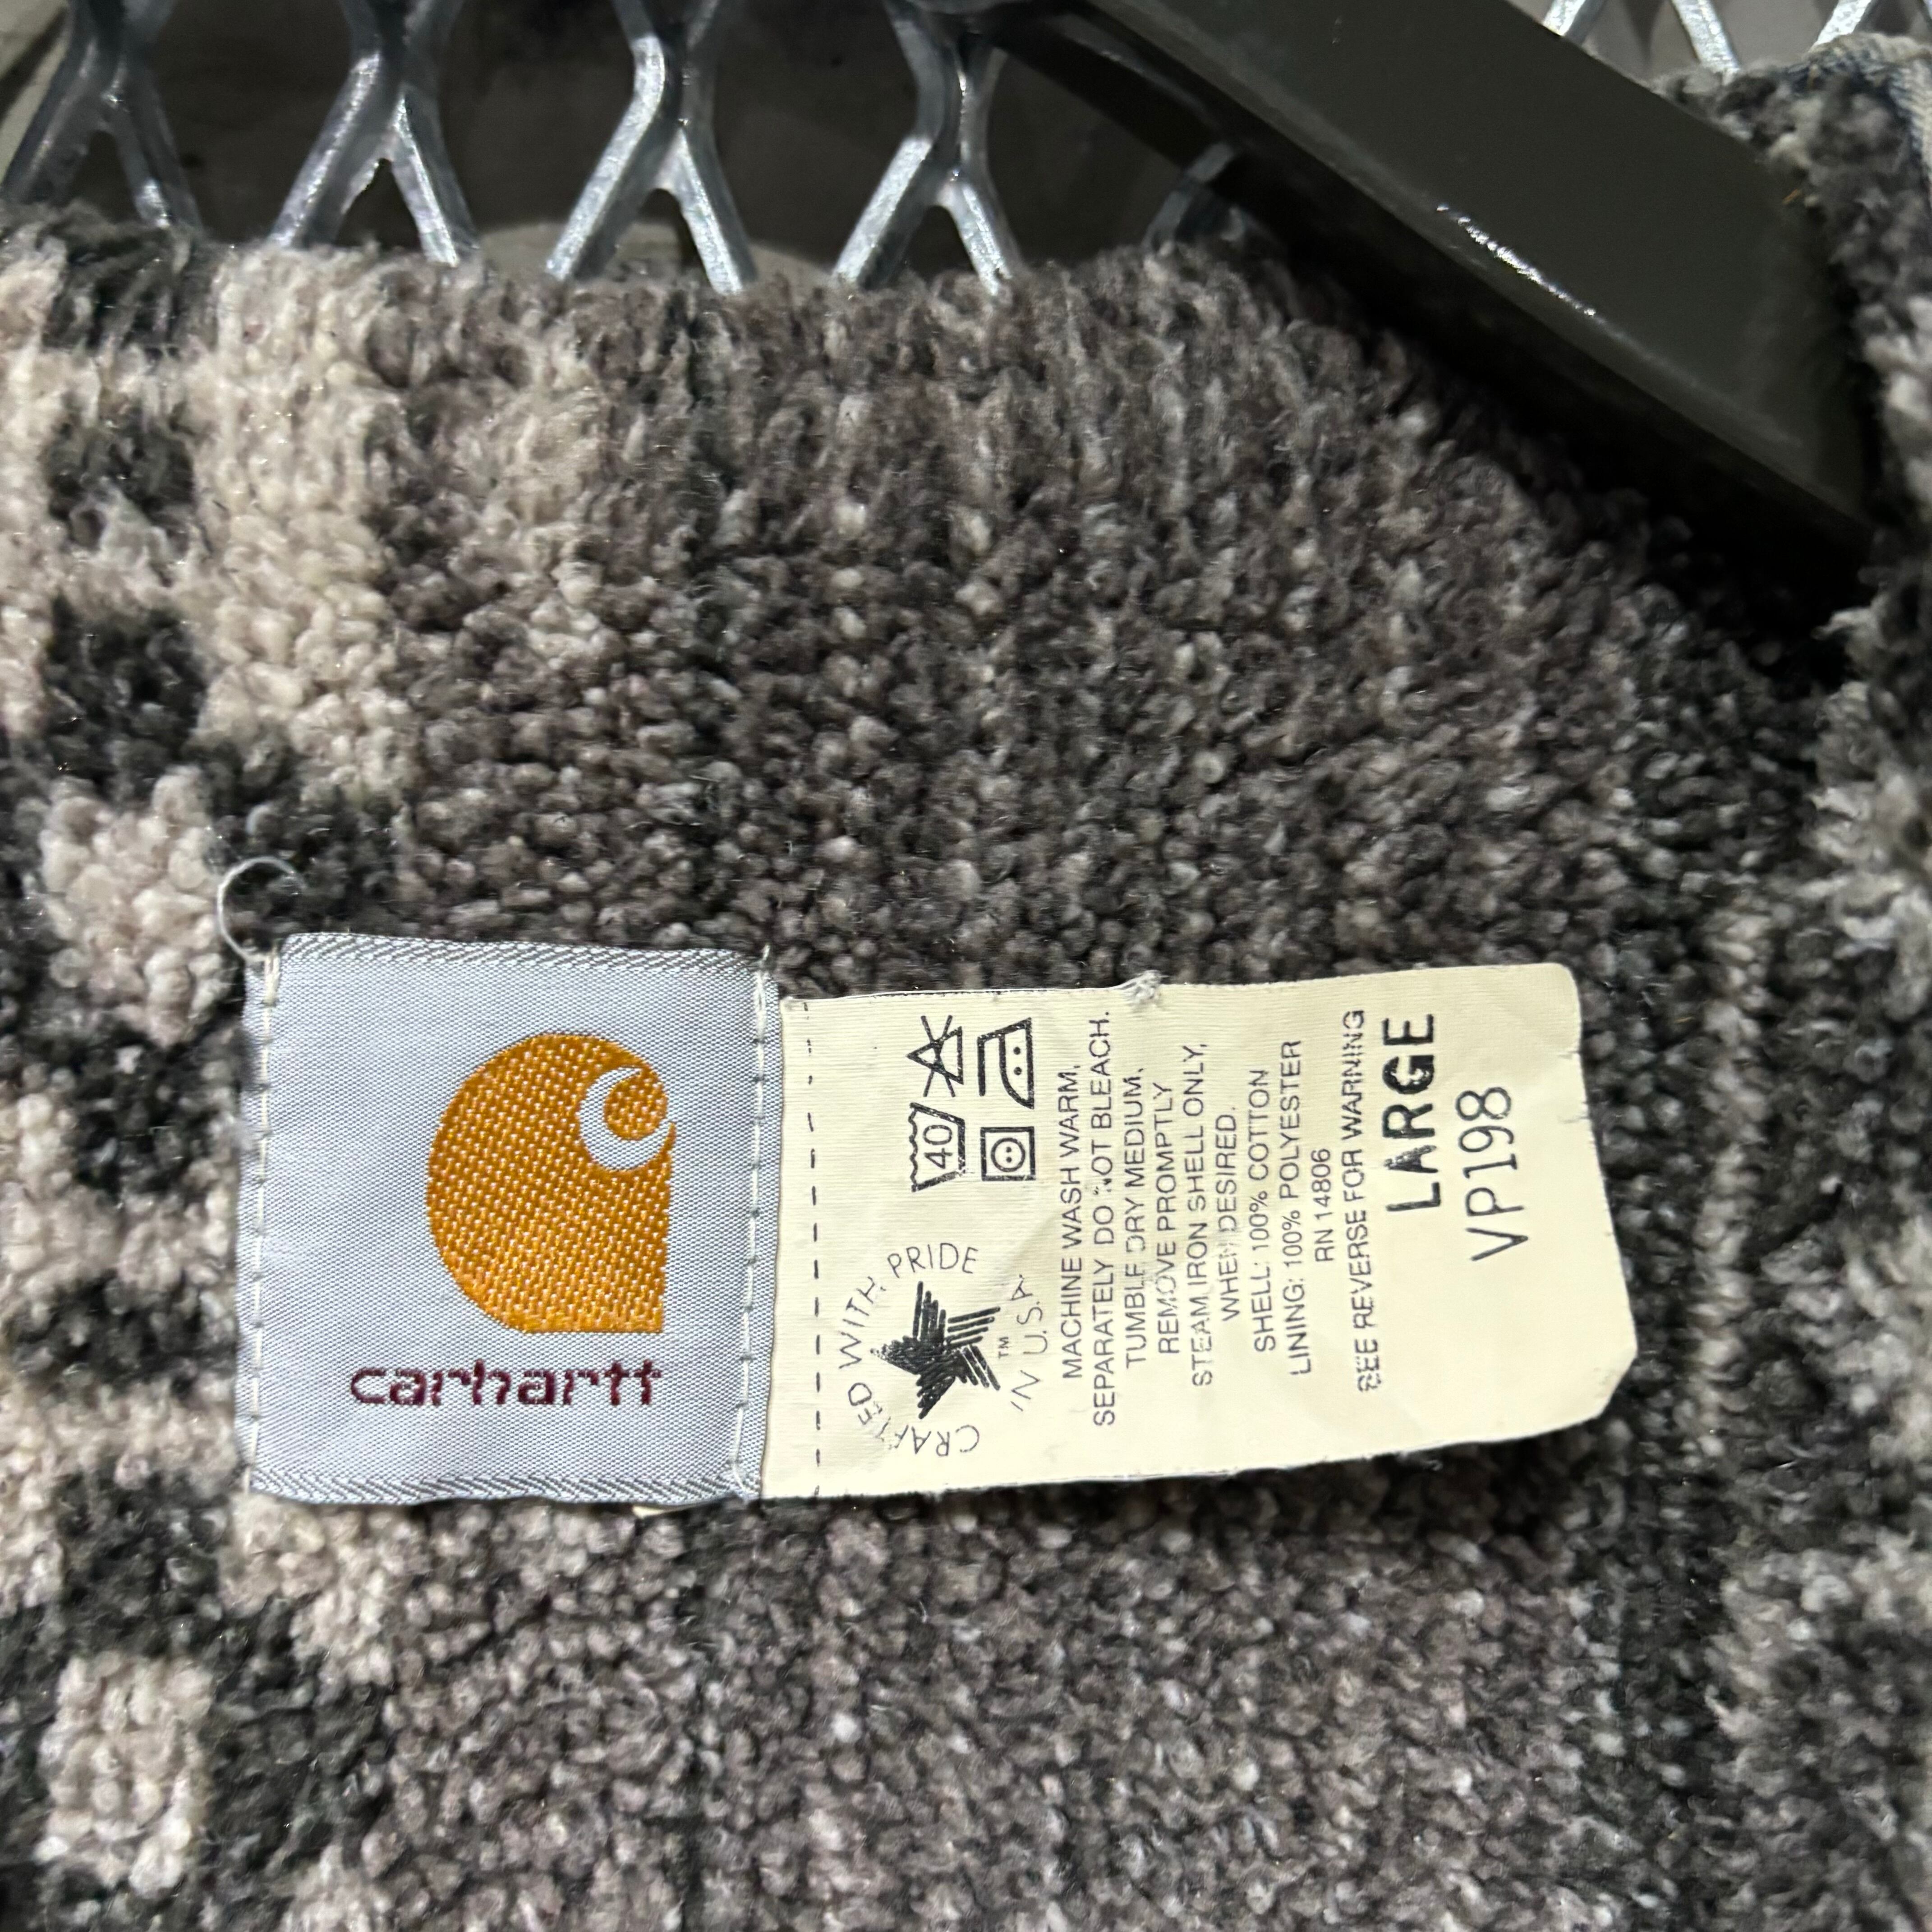 carhartt
CRAFTED WITH PRIDE
IN U.S.A.
TM
40
MACHINE WASH WARM,
SEPARATELY DO NOT BLEACH.
TUMBLE DRY MEDIUM.
REMOVE PROMPTLY
STEAM IRON SHELL ONLY,
WHEN DESIRED.
SHELL: 100% COTTON
LINING: 100% POLYESTER
RN 14806
SEE REVERSE FOR WARNING
LARGE
VP198